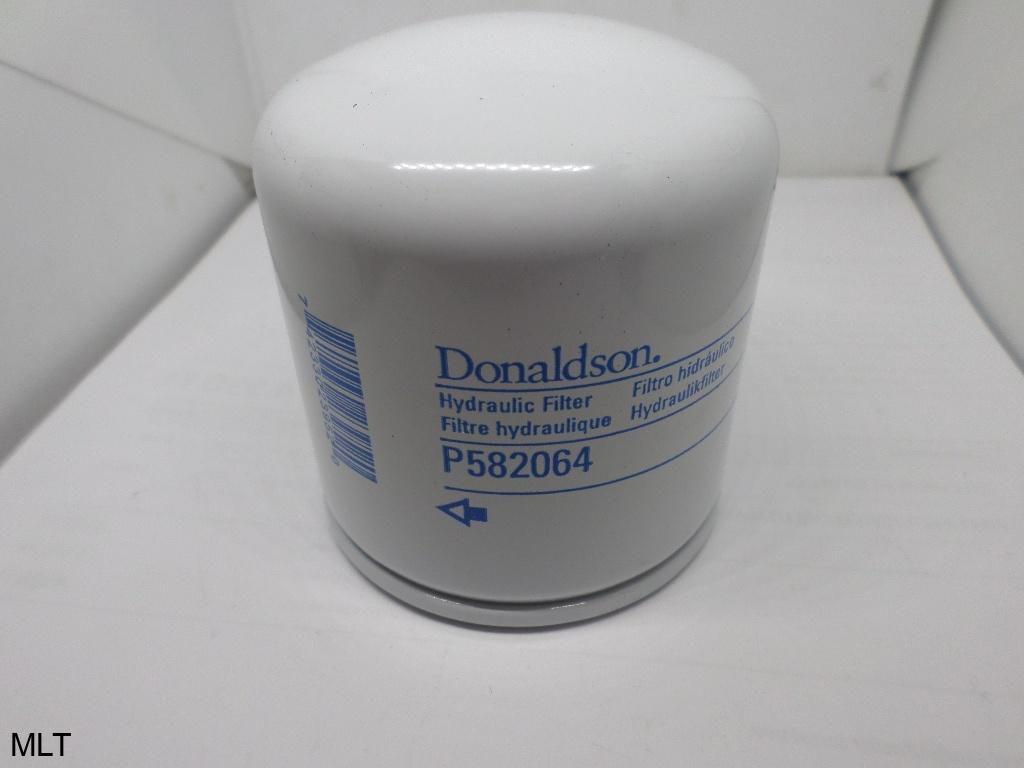 Donaldson.
Hydraulic Filter
Filtre hydraulique
Filtro hidráulico
Hydraulikfilter
P582064
MLT